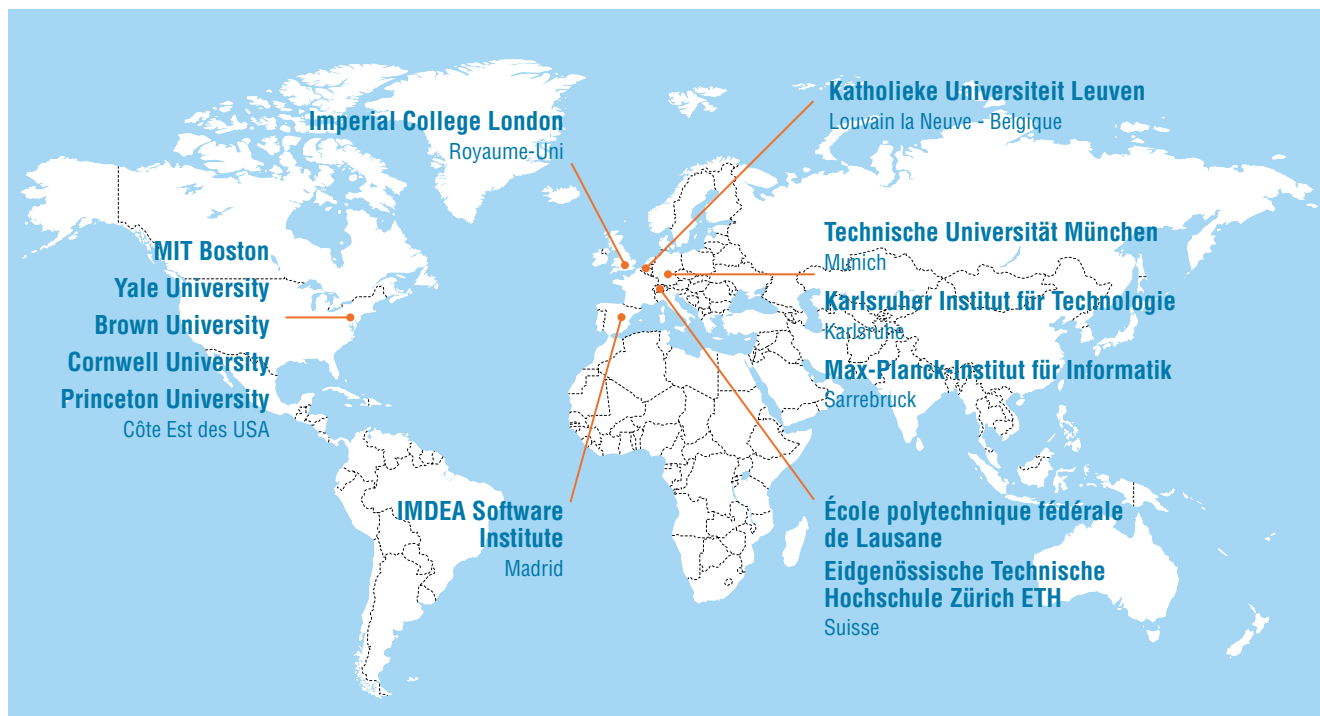 Imperial College London
Royaume-Uni
Katholieke Universiteit Leuven
Louvain la Neuve - Belgique
MIT Boston
Yale University
Brown University
Cornwell University
Princeton University
Côte Est des USA
Technische Universität München
Munich
Karlsruher Institut für Technologie
Karlsruhe
Max-Planck-Institut für Informatik
Sarrebruck
IMDEA Software
Institute
Madrid
École polytechnique fédérale
de Lausane
Eidgenössische Technische
Hochschule Zürich ETH
Suisse